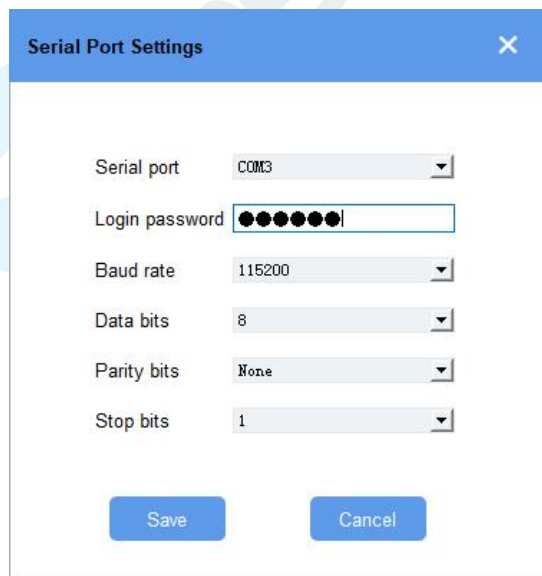 Serial Port Settings
Serial port COM3
Login password ●●●●●●
Baud rate 115200
Data bits 8
Parity bits None
Stop bits 1
Save Cancel